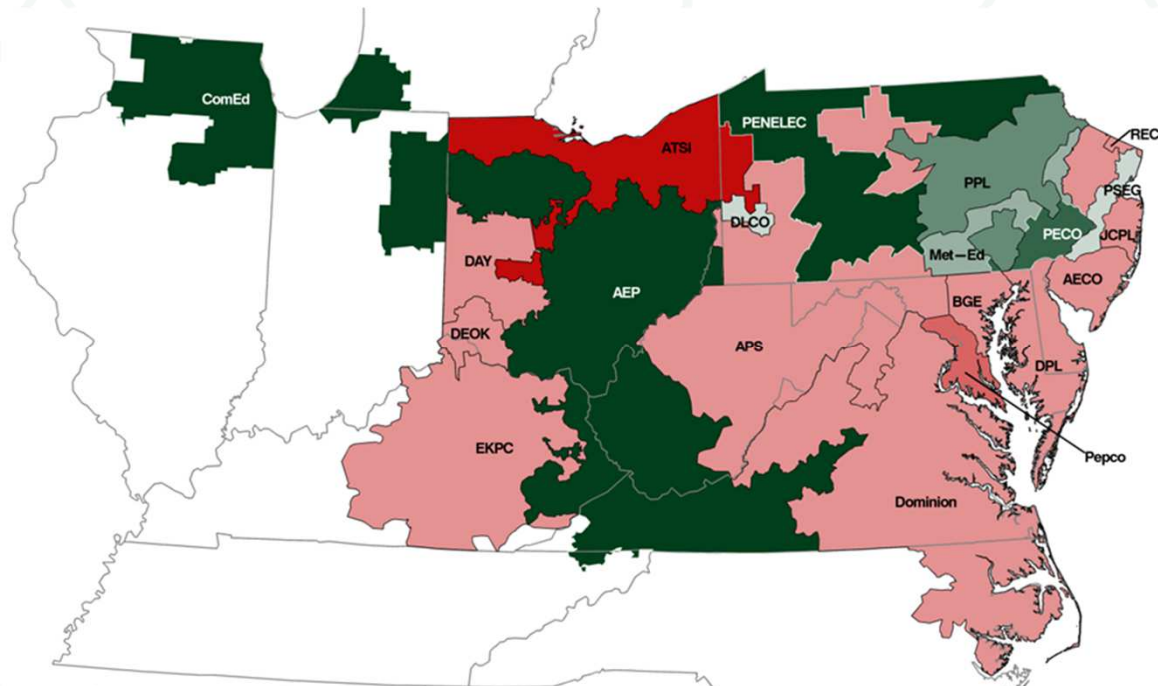 ComEd
PENELEC
REC
ATSI
PPL
PSEG
DLCO
PECO
JCPL
Met-Ed
DAY
AECO
AEP
BGE
DEOK
APS
DPL
EKPC
Pepco
Dominion